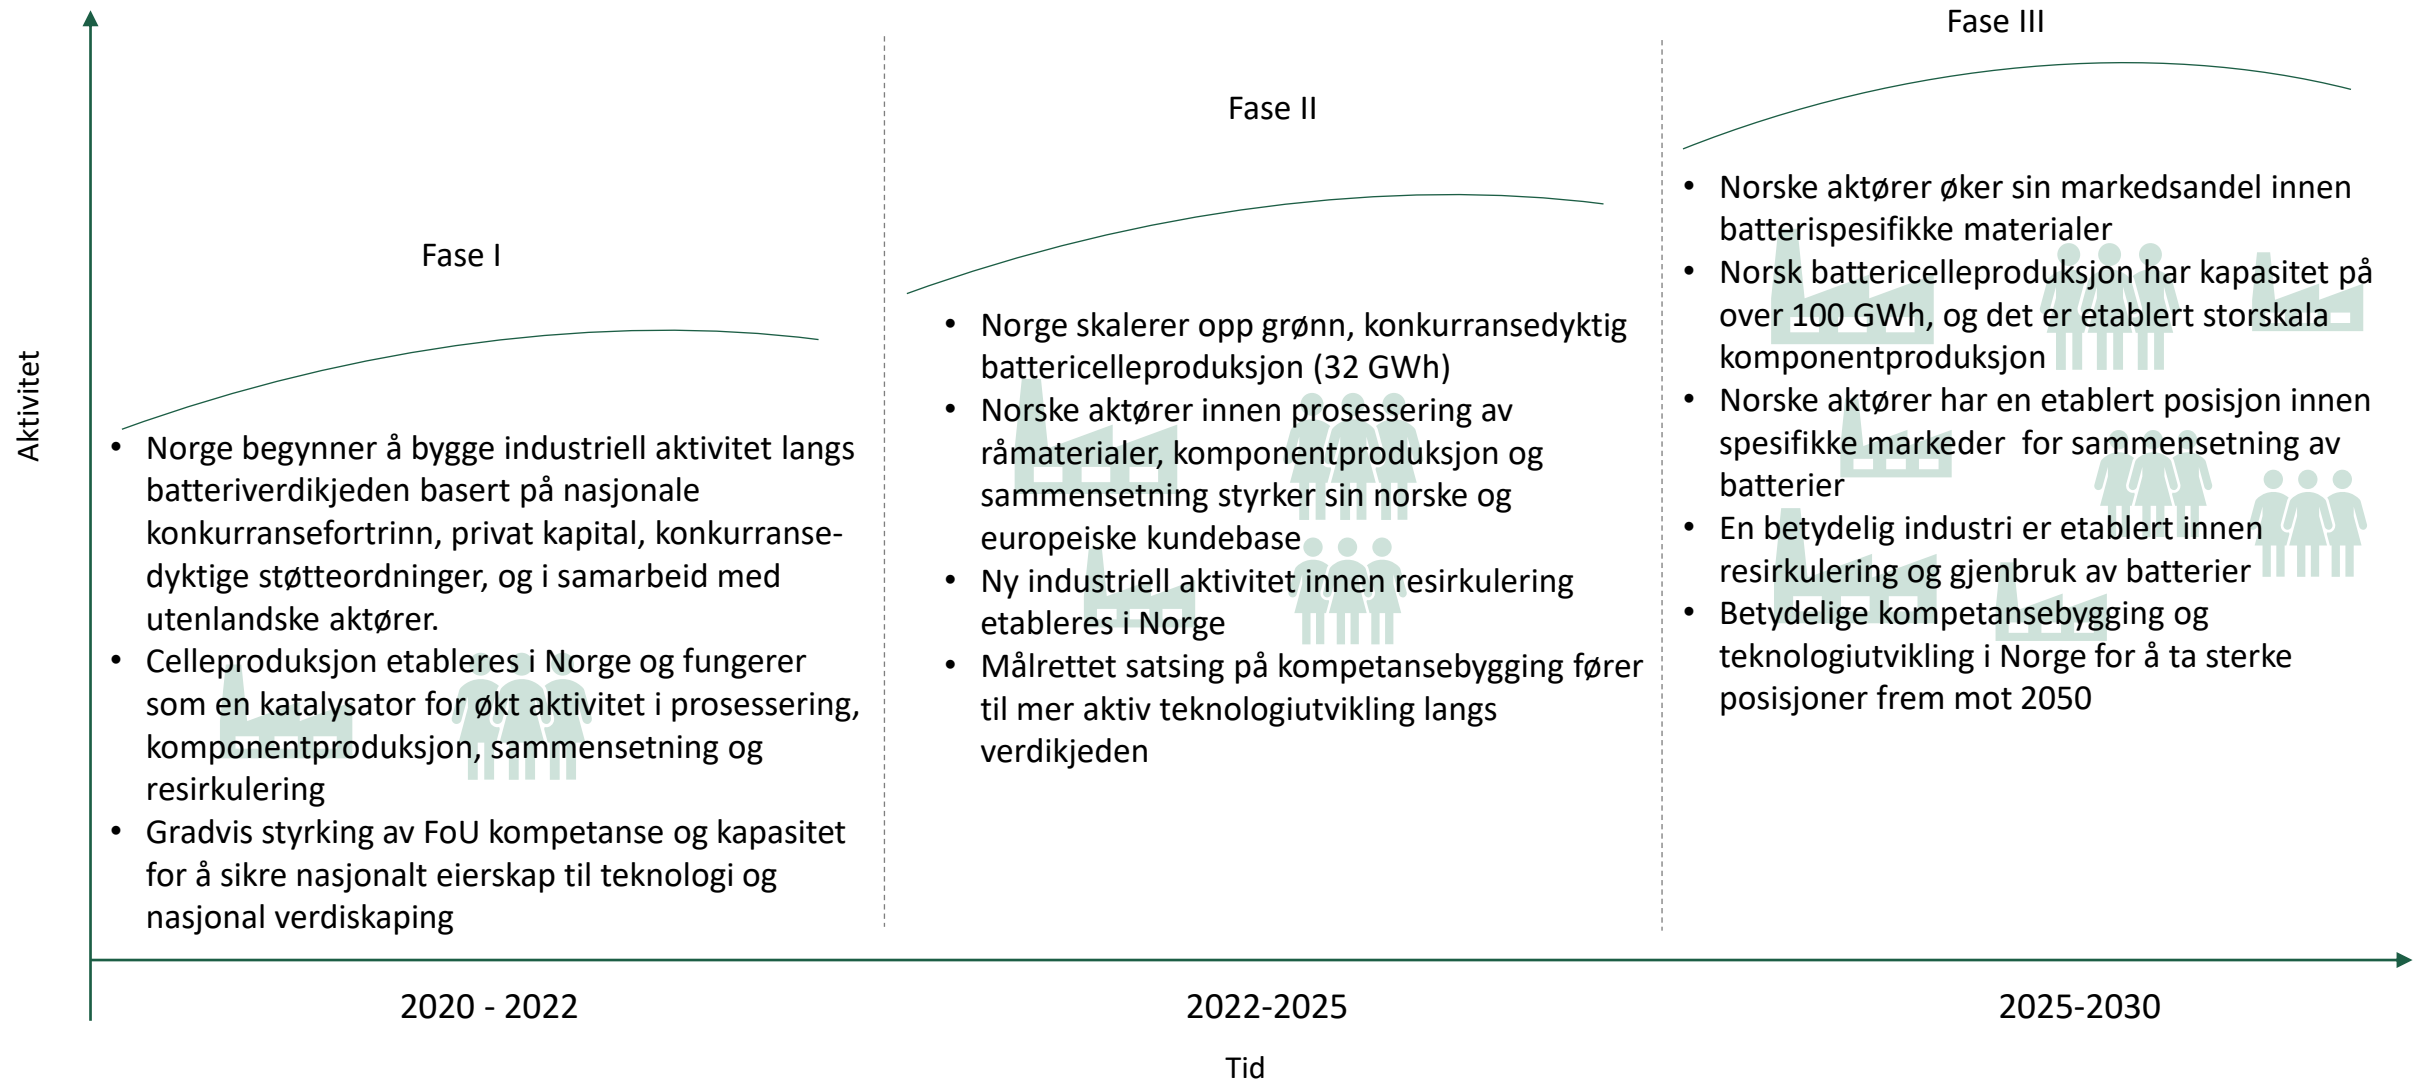 Aktivitet
Fase I
• Norge begynner å bygge industriell aktivitet langs
batteriverdikjeden basert på nasjonale
konkurransefortrinn, privat kapital, konkurranse-
dyktige støtteordninger, og i samarbeid med
utenlandske aktører.
• Celleproduksjon etableres i Norge og fungerer
som en katalysator for økt aktivitet i prosessering,
komponentproduksjon, sammensetning og
resirkulering
• Gradvis styrking av FoU kompetanse og kapasitet
for å sikre nasjonalt eierskap til teknologi og
nasjonal verdiskaping
Fase II
• Norge skalerer opp grønn, konkurransedyktig
battericelleproduksjon (32 GWh)
• Norske aktører innen prosessering av
råmaterialer, komponentproduksjon og
sammensetning styrker sin norske og
europeiske kundebase
• Ny industriell aktivitet innen resirkulering
etableres i Norge
• Målrettet satsing på kompetansebygging fører
til mer aktiv teknologiutvikling langs
verdikjeden
Fase III
• Norske aktører øker sin markedsandel innen
batterispesifikke materialer
• Norsk battericelleproduksjon har kapasitet på
over 100 GWh, og det er etablert storskala
komponentproduksjon
• Norske aktører har en etablert posisjon innen
spesifikke markeder  for sammensetning av
batterier
• En betydelig industri er etablert innen
resirkulering og gjenbruk av batterier
• Betydelige kompetansebygging og
teknologiutvikling i Norge for å ta sterke
posisjoner frem mot 2050
2020 - 2022
2022-2025
2025-2030
Tid